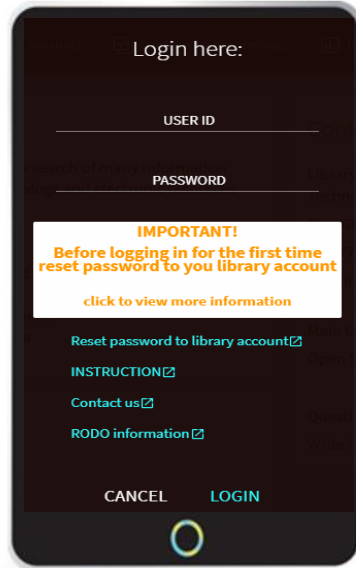 Login here:
USER ID
PASSWORD
IMPORTANT!
Before logging in for the first time
reset password to you library account
click to view more information
Reset password to library account
INSTRUCTION
Contact us
RODO information
CANCEL LOGIN